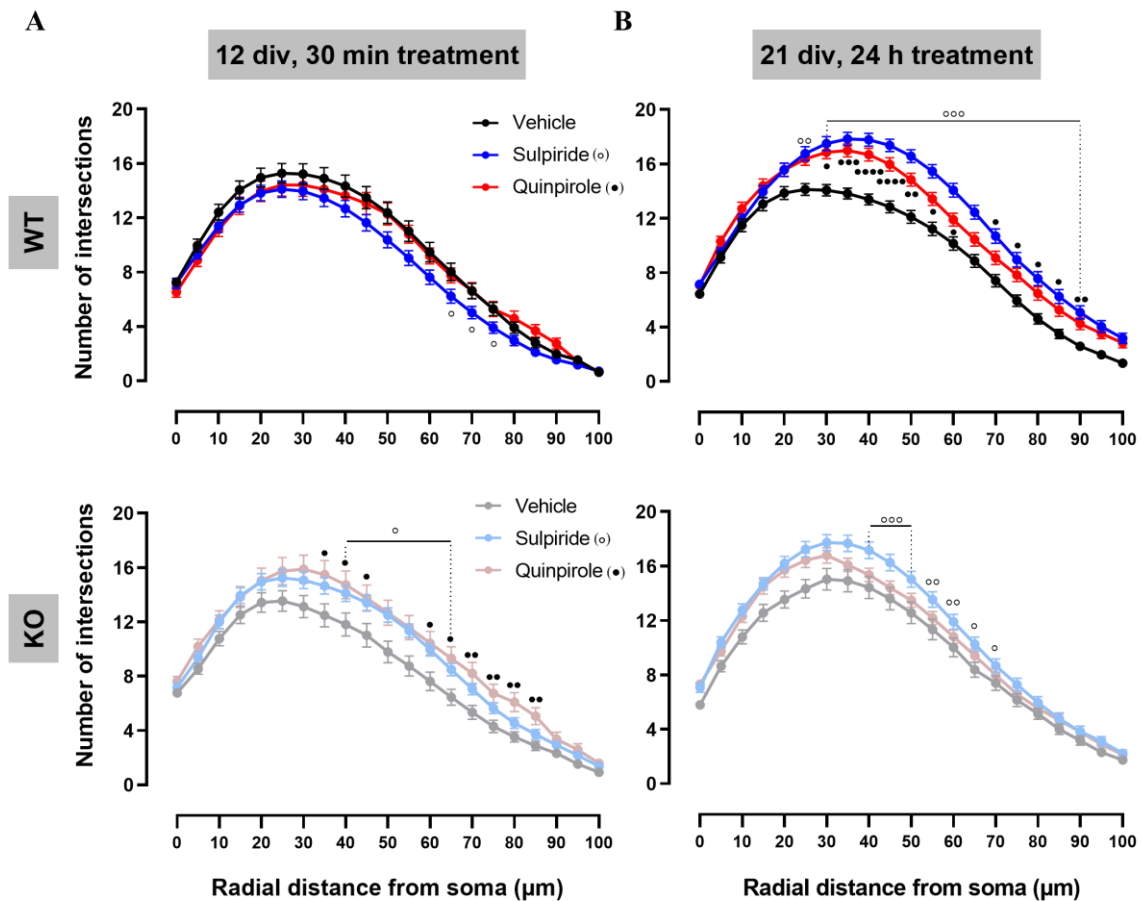 A
B
12 div, 30 min treatment
21 div, 24 h treatment
WT
Number of intersections
20
16
12
8
4
0
Vehicle
Sulpiride (○)
Quinpirole (●)
0 10 20 30 40 50 60 70 80 90 100
20
16
12
8
4
0
○○○
○○
●
●●●●
●●●●●
●●●●●
●●
●
●
●
●
●
●
●●
0 10 20 30 40 50 60 70 80 90 100
○
○
○
KO
Number of intersections
20
16
12
8
4
0
Vehicle
Sulpiride (○)
Quinpirole (●)
○
●
●
●
●
●
●●
●●
●●
●●
0 10 20 30 40 50 60 70 80 90 100
Radial distance from soma (µm)
20
16
12
8
4
0
○○○
○○
○○
○
○
0 10 20 30 40 50 60 70 80 90 100
Radial distance from soma (µm)